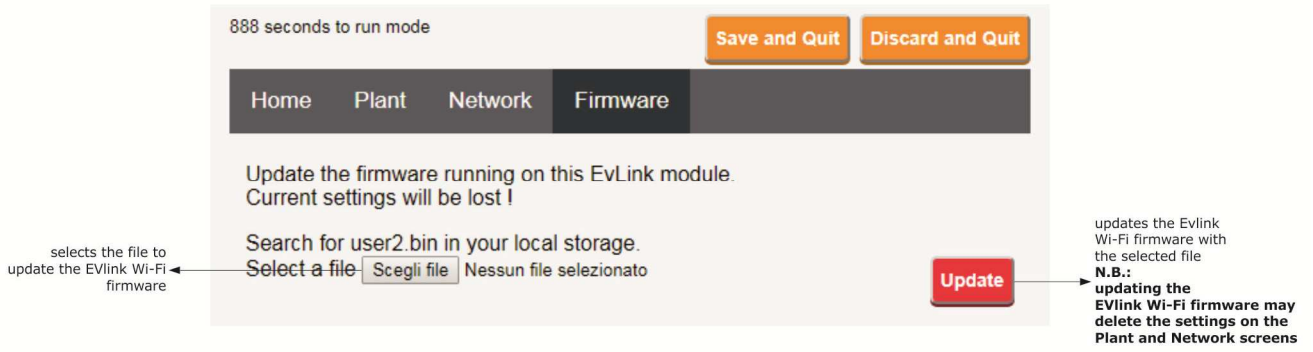 888 seconds to run mode
Save and Quit
Discard and Quit
Home Plant Network Firmware
Update the firmware running on this EvLink module.
Current settings will be lost !
Search for user2.bin in your local storage.
Select a file Scegli file Nessun file selezionato
Update
selects the file to
update the EVlink Wi-Fi
firmware
updates the Evlink
Wi-Fi firmware with
the selected file
N.B.:
updating the
EVlink Wi-Fi firmware may
delete the settings on the
Plant and Network screens